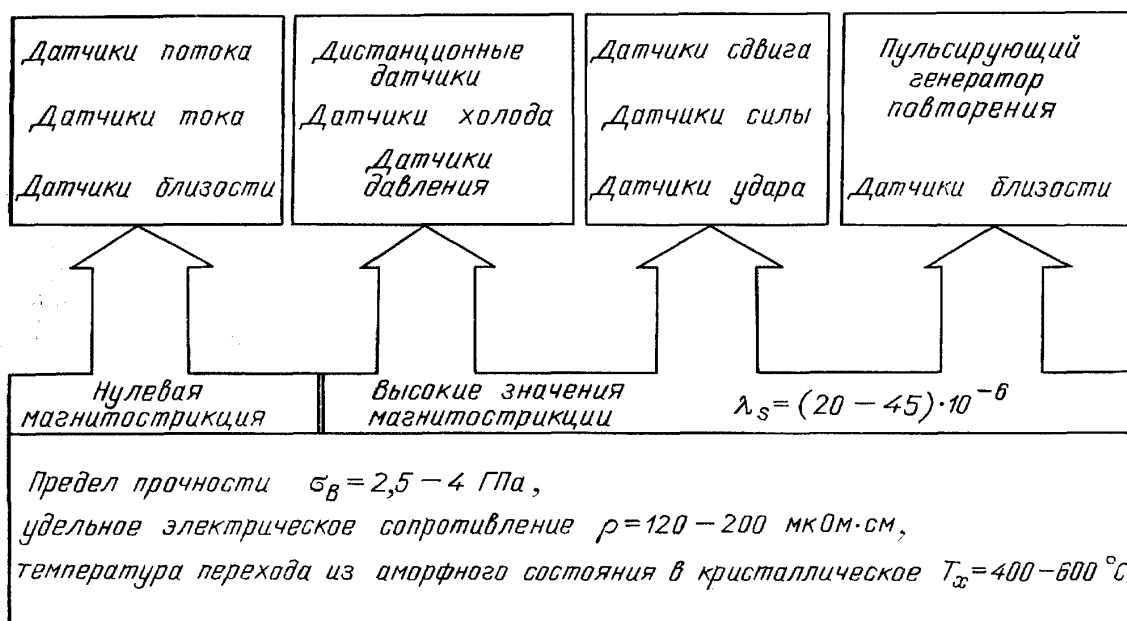 Датчики потока
Датчики тока
Датчики близости
Дистанционные
датчики
Датчики холода
Датчики
давления
Датчики сдвига
Датчики силы
Датчики удара
Пульсирующий
генератор
повторения
Датчики близости
Нулевая
магнитострикция
Высокие значения
магнитострикции
λs=(20−45)·10⁻⁶
Предел прочности σв=2,5−4 ГПа,
удельное электрическое сопротивление ρ=120−200 мкОм·см,
температура перехода из аморфного состояния в кристаллическое Tx=400−600 °С